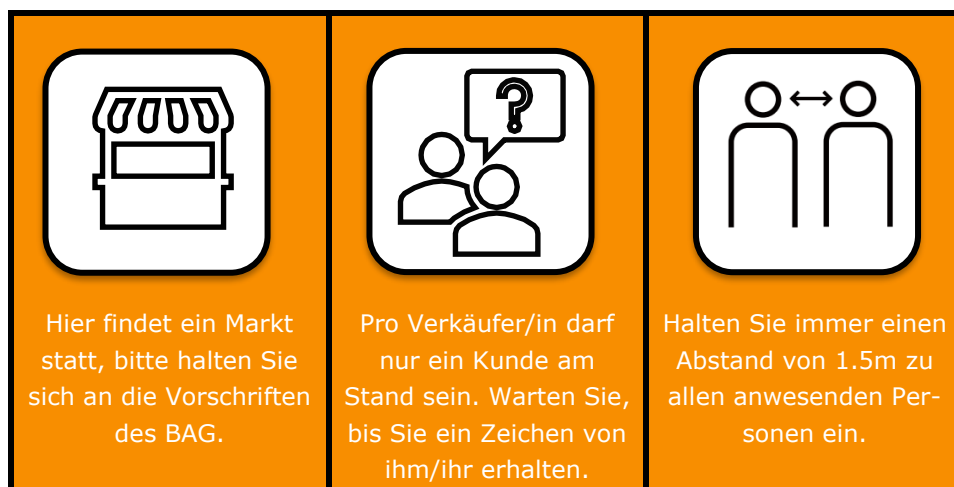 Hier findet ein Markt
statt, bitte halten Sie
sich an die Vorschriften
des BAG.
Pro Verkäufer/in darf
nur ein Kunde am
Stand sein. Warten Sie,
bis Sie ein Zeichen von
ihm/ihr erhalten.
Halten Sie immer einen
Abstand von 1.5m zu
allen anwesenden Per-
sonen ein.